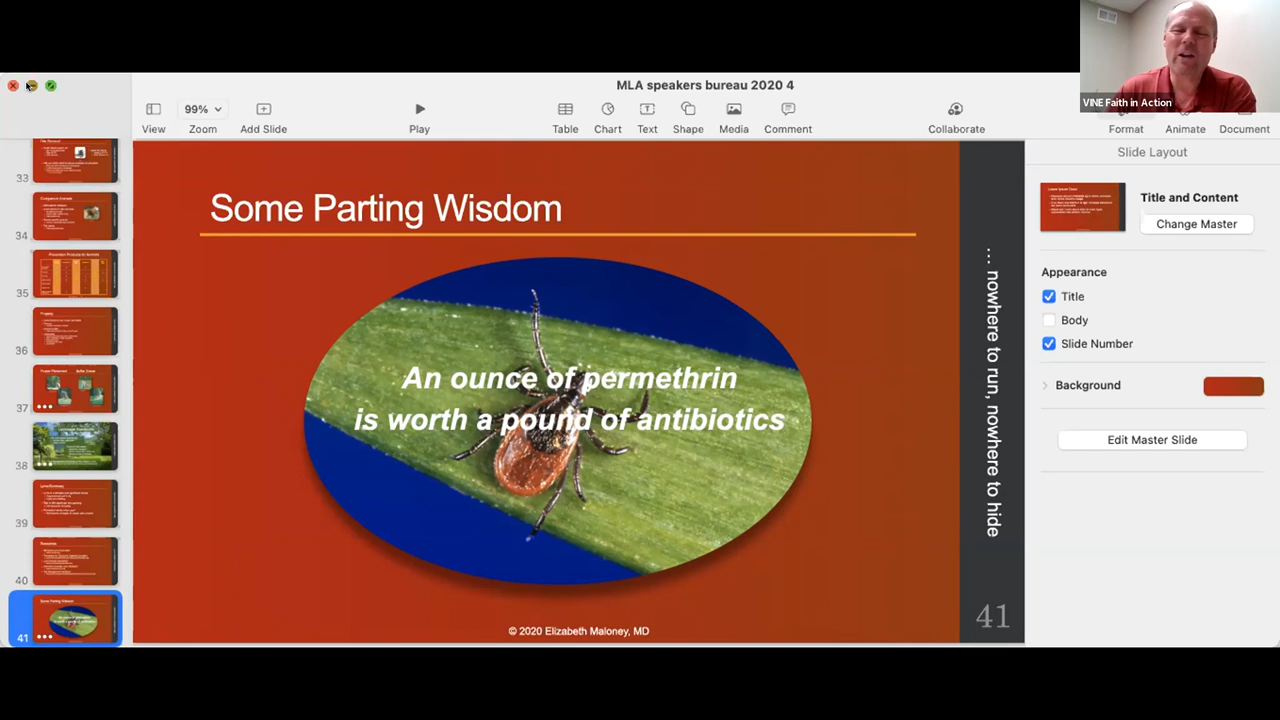 VINE Faith in Action
MLA speakers bureau 2020 4
99%
View
Zoom
Add Slide
Play
Table
Chart
Text
Shape
Media
Comment
Collaborate
Format
Animate
Document
33
34
35
36
37
38
39
40
41
Some Parting Wisdom
Some Parting Wisdom
An ounce of permethrin
is worth a pound of antibiotics
... nowhere to run, nowhere to hide
41
© 2020 Elizabeth Maloney, MD
Slide Layout
Title and Content
Change Master
Appearance
Title
Body
Slide Number
Background
Edit Master Slide